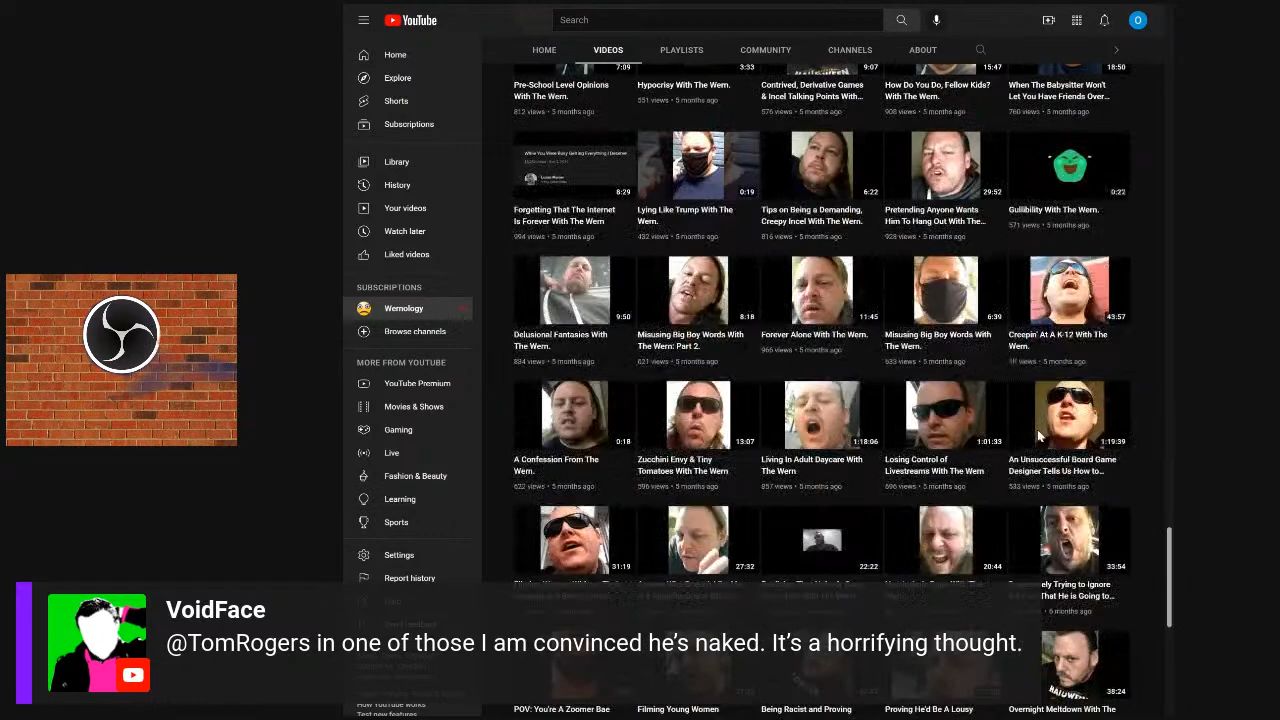 YouTube
Search
O
HOME
VIDEOS
PLAYLISTS
COMMUNITY
CHANNELS
ABOUT
Home
Explore
Shorts
Subscriptions
Library
History
Your videos
Watch later
Liked videos
SUBSCRIPTIONS
Wernology
Browse channels
MORE FROM YOUTUBE
YouTube Premium
Movies & Shows
Gaming
Live
Fashion & Beauty
Learning
Sports
Settings
Report history
How YouTube works
Test new features
7:09
3:33
9:07
15:47
18:50
Pre-School Level Opinions
With The Wern.
812 views • 5 months ago
Hypocrisy With The Wern.
551 views • 5 months ago
Contrived, Derivative Games
& Incel Talking Points With...
576 views • 5 months ago
How Do You Do, Fellow Kids?
With The Wern.
908 views • 5 months ago
When The Babysitter Won't
Let You Have Friends Over...
760 views • 5 months ago
8:29
0:19
6:22
29:52
0:22
Forgetting That The Internet
Is Forever With The Wern
994 views • 5 months ago
Lying Like Trump With The
Wern.
432 views • 5 months ago
Tips on Being a Demanding,
Creepy Incel With The Wern.
816 views • 5 months ago
Pretending Anyone Wants
Him To Hang Out With The...
928 views • 5 months ago
Gullibility With The Wern.
571 views • 5 months ago
9:50
8:18
11:45
6:39
43:57
Delusional Fantasies With
The Wern.
834 views • 5 months ago
Misusing Big Boy Words With
The Wern: Part 2.
621 views • 5 months ago
Forever Alone With The Wern.
966 views • 5 months ago
Misusing Big Boy Words With
The Wern.
533 views • 5 months ago
Creepin' At A K-12 With The
Wern.
1K views • 5 months ago
0:18
13:07
1:18:06
1:01:33
1:19:39
A Confession From The
Wern.
622 views • 5 months ago
Zucchini Envy & Tiny
Tomatoes With The Wern
596 views • 5 months ago
Living In Adult Daycare With
The Wern
857 views • 5 months ago
Losing Control of
Livestreams With The Wern
696 views • 5 months ago
An Unsuccessful Board Game
Designer Tells Us How to...
533 views • 5 months ago
31:19
27:32
22:22
20:44
33:54
ely Trying to Ignore
That He is Going to...
• 6 months ago
38:24
POV: You're A Zoomer Bae
Filming Young Women
Being Racist and Proving
Proving He'd Be A Lousy
Overnight Meltdown With The
VoidFace
@TomRogers in one of those I am convinced he's naked. It's a horrifying thought.